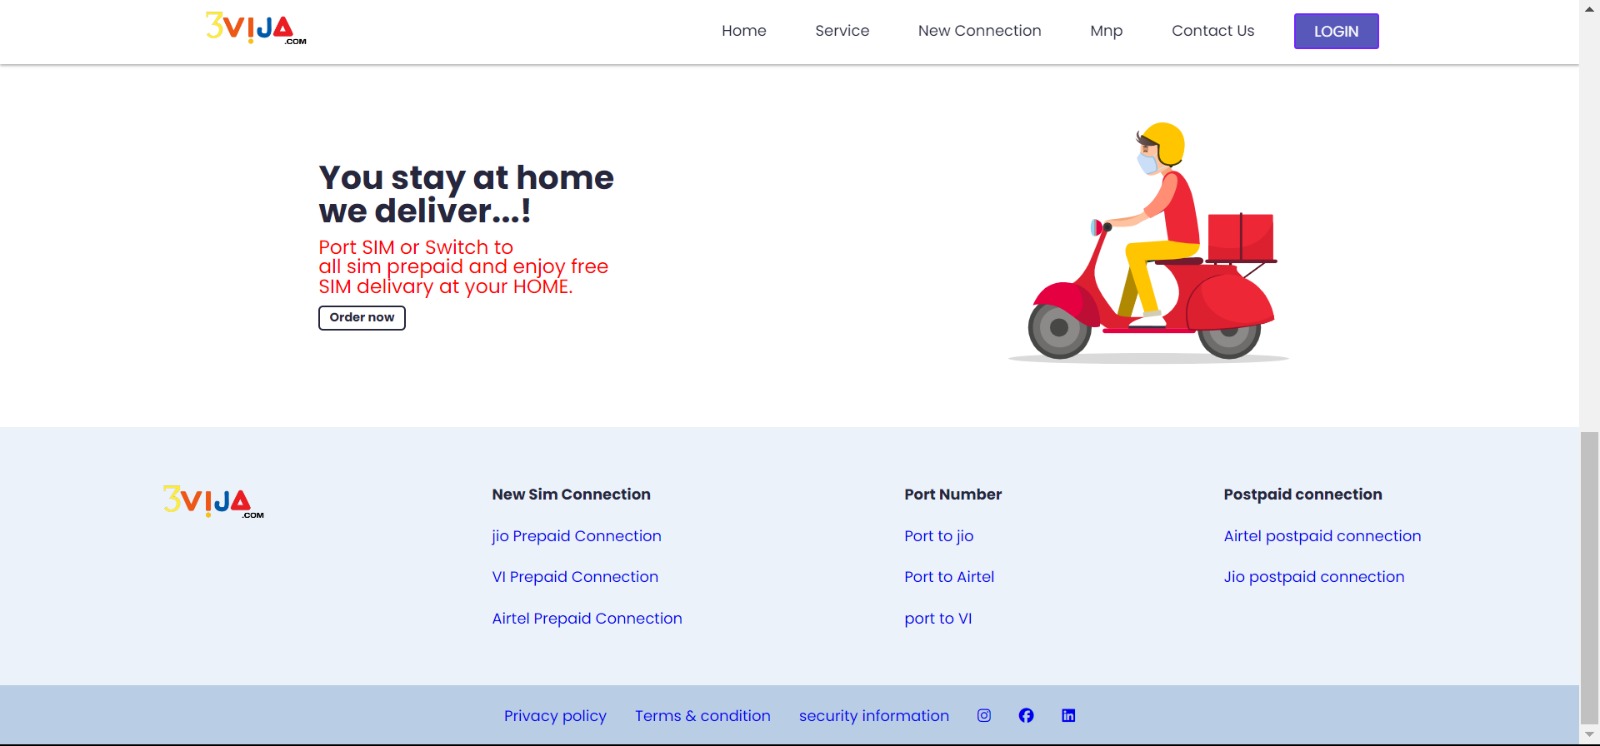 3VIJA.COM
Home Service New Connection Mnp Contact Us LOGIN
You stay at home
we deliver...!
Port SIM or Switch to
all sim prepaid and enjoy free
SIM delivary at your HOME.
Order now
3VIJA.COM
New Sim Connection
jio Prepaid Connection
VI Prepaid Connection
Airtel Prepaid Connection
Port Number
Port to jio
Port to Airtel
port to VI
Postpaid connection
Airtel postpaid connection
Jio postpaid connection
Privacy policy Terms & condition security information